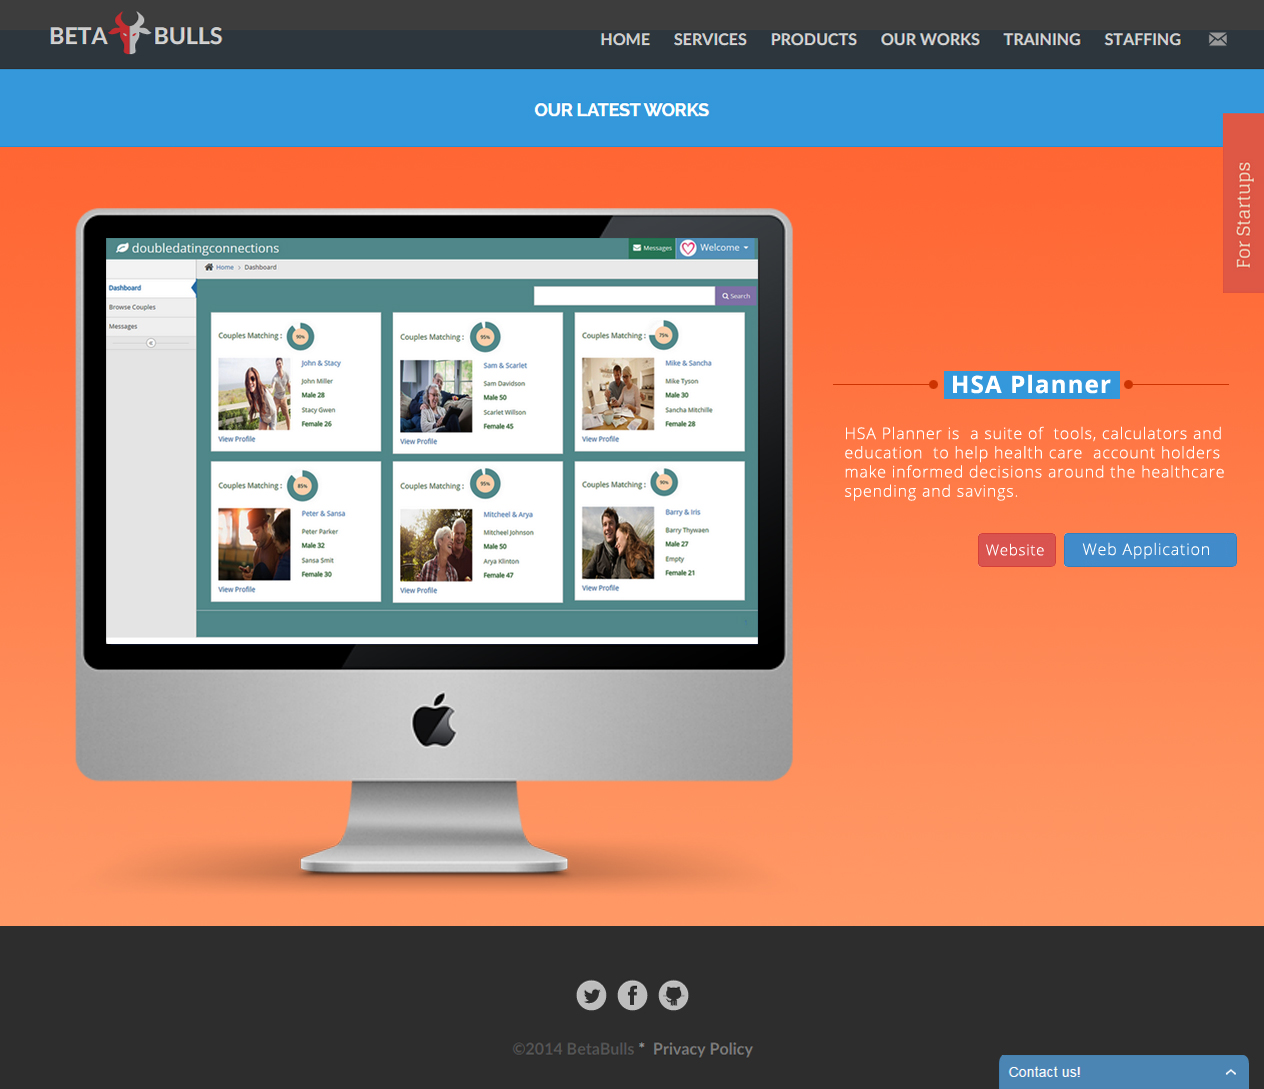 BETA BULLS
HOME SERVICES PRODUCTS OUR WORKS TRAINING STAFFING
OUR LATEST WORKS
For Startups
doubledatingconnections
Messages
Welcome
Home › Dashboard
Dashboard
Browse Couples
Messages
Search
Couples Matching : 90%
John & Stacy
John Miller
Male 28
Stacy Gwen
Female 26
View Profile
Couples Matching : 95%
Sam & Scarlet
Sam Davidson
Male 50
Scarlet Willson
Female 45
View Profile
Couples Matching : 75%
Mike & Sancha
Mike Tyson
Male 30
Sancha Mitchille
Female 28
View Profile
Couples Matching : 85%
Peter & Sansa
Peter Parker
Male 32
Sansa Smit
Female 30
View Profile
Couples Matching : 95%
Mitcheel & Arya
Mitcheel Johnson
Male 50
Arya Klinton
Female 47
View Profile
Couples Matching : 90%
Barry & Iris
Barry Thywaen
Male 27
Empty
Female 21
View Profile
HSA Planner
HSA Planner is a suite of tools, calculators and
education to help health care account holders
make informed decisions around the healthcare
spending and savings.
Website
Web Application
©2014 BetaBulls * Privacy Policy
Contact us!